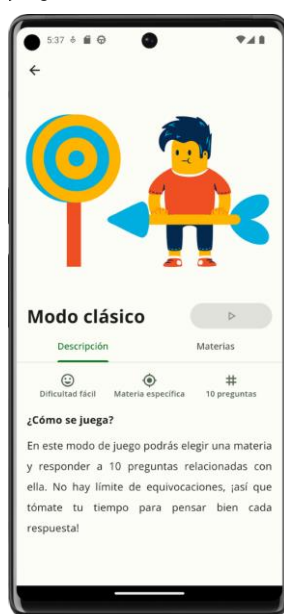 5:37
Modo clásico
Descripción Materias
Dificultad fácil Materia específica 10 preguntas
¿Cómo se juega?
En este modo de juego podrás elegir una materia
y responder a 10 preguntas relacionadas con
ella. No hay límite de equivocaciones, ¡así que
tómate tu tiempo para pensar bien cada
respuesta!